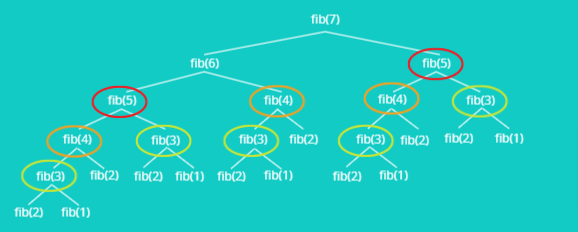 fib(7)
fib(6) fib(5)
fib(5) fib(4) fib(4) fib(3)
fib(4) fib(3) fib(3) fib(2) fib(3) fib(2) fib(2) fib(1)
fib(3) fib(2) fib(2) fib(1) fib(2) fib(1) fib(2) fib(1)
fib(2) fib(1)